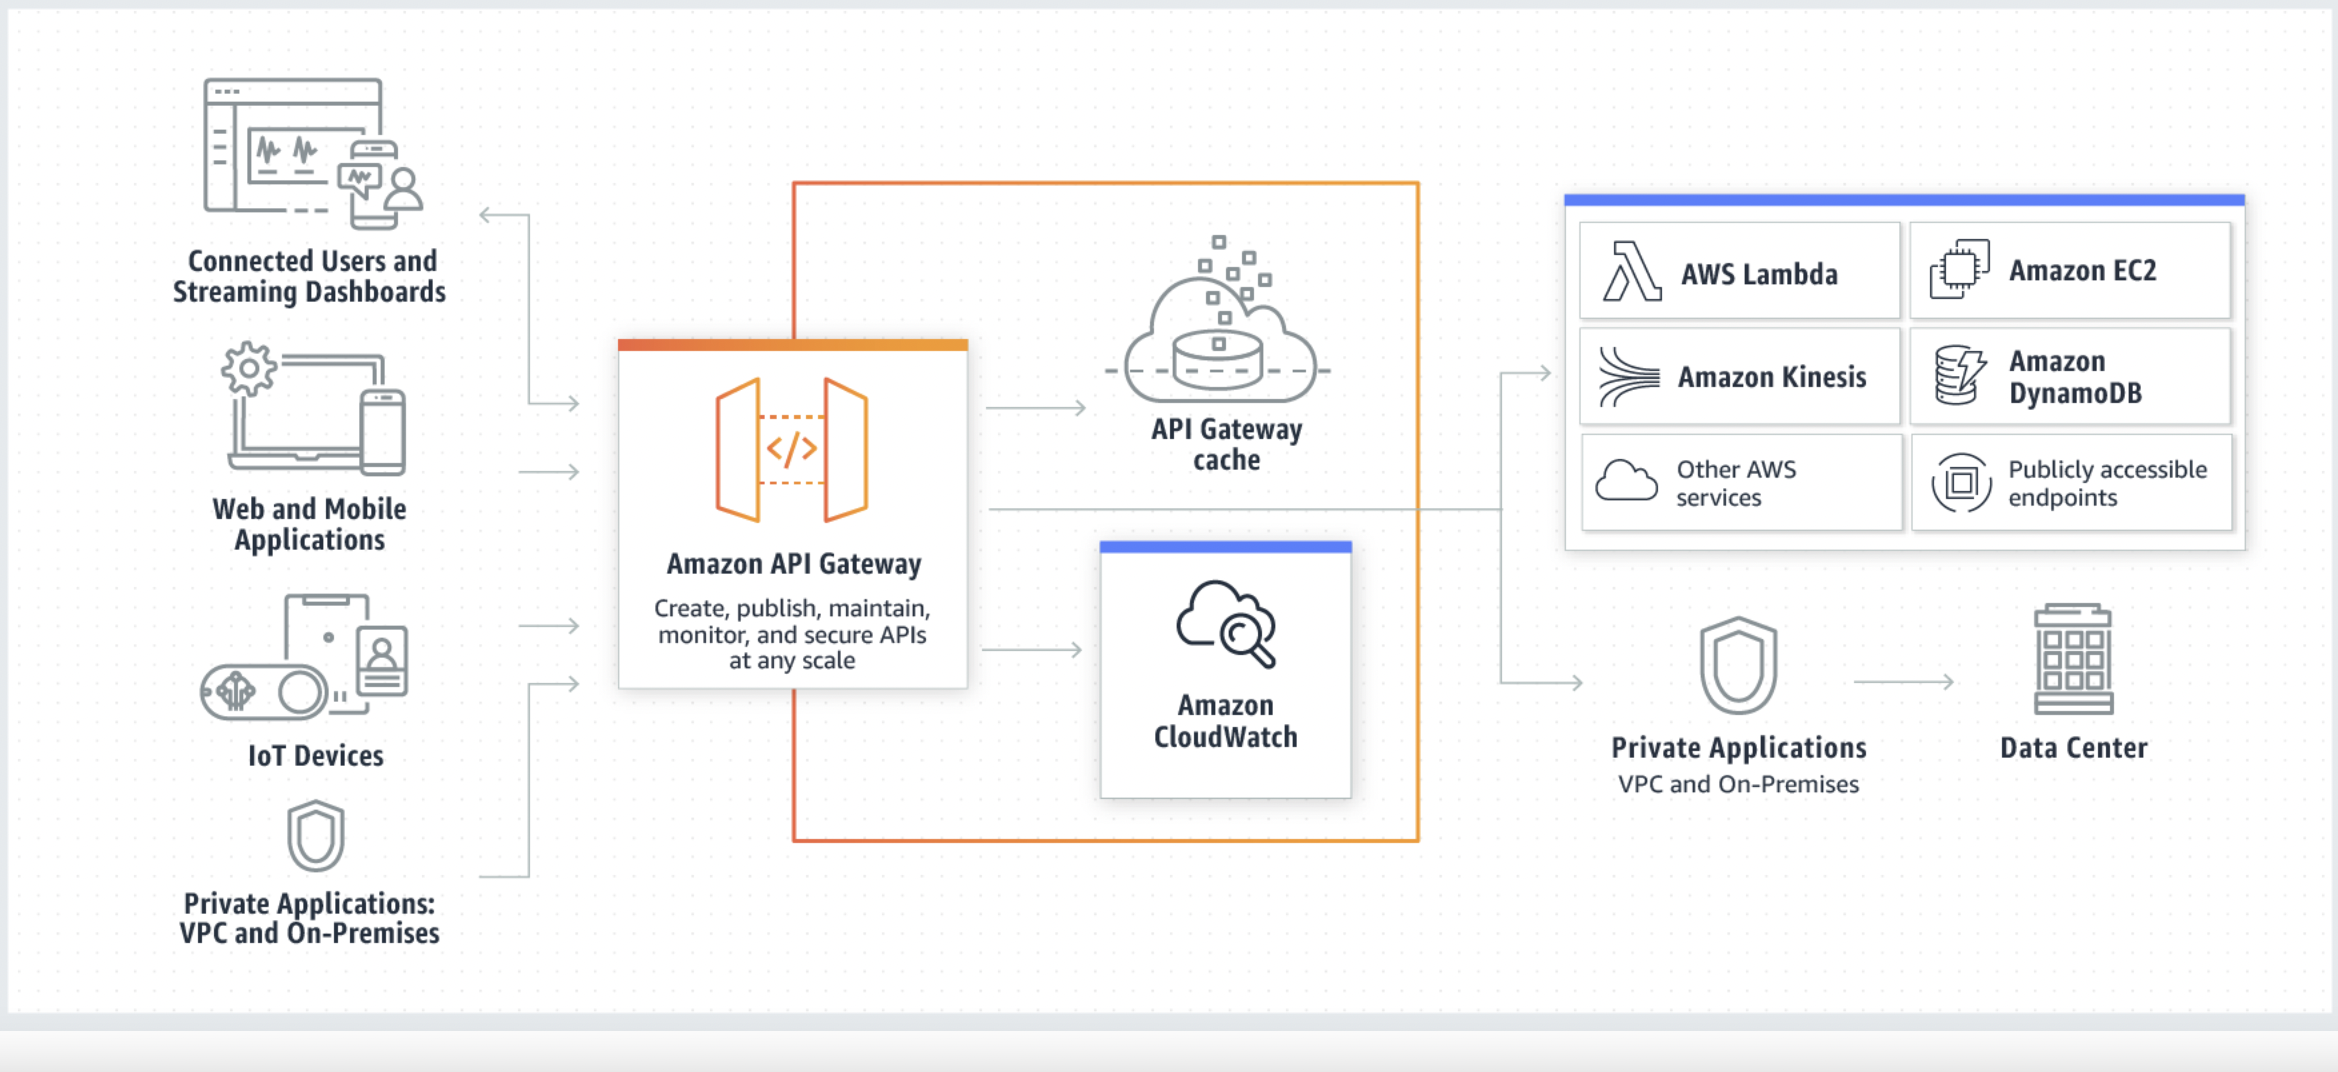 Connected Users and
Streaming Dashboards
Web and Mobile
Applications
IoT Devices
Private Applications:
VPC and On-Premises
Amazon API Gateway
Create, publish, maintain,
monitor, and secure APIs
at any scale
API Gateway
cache
Amazon
CloudWatch
AWS Lambda
Amazon EC2
Amazon Kinesis
Amazon
DynamoDB
Other AWS
services
Publicly accessible
endpoints
Private Applications
VPC and On-Premises
Data Center